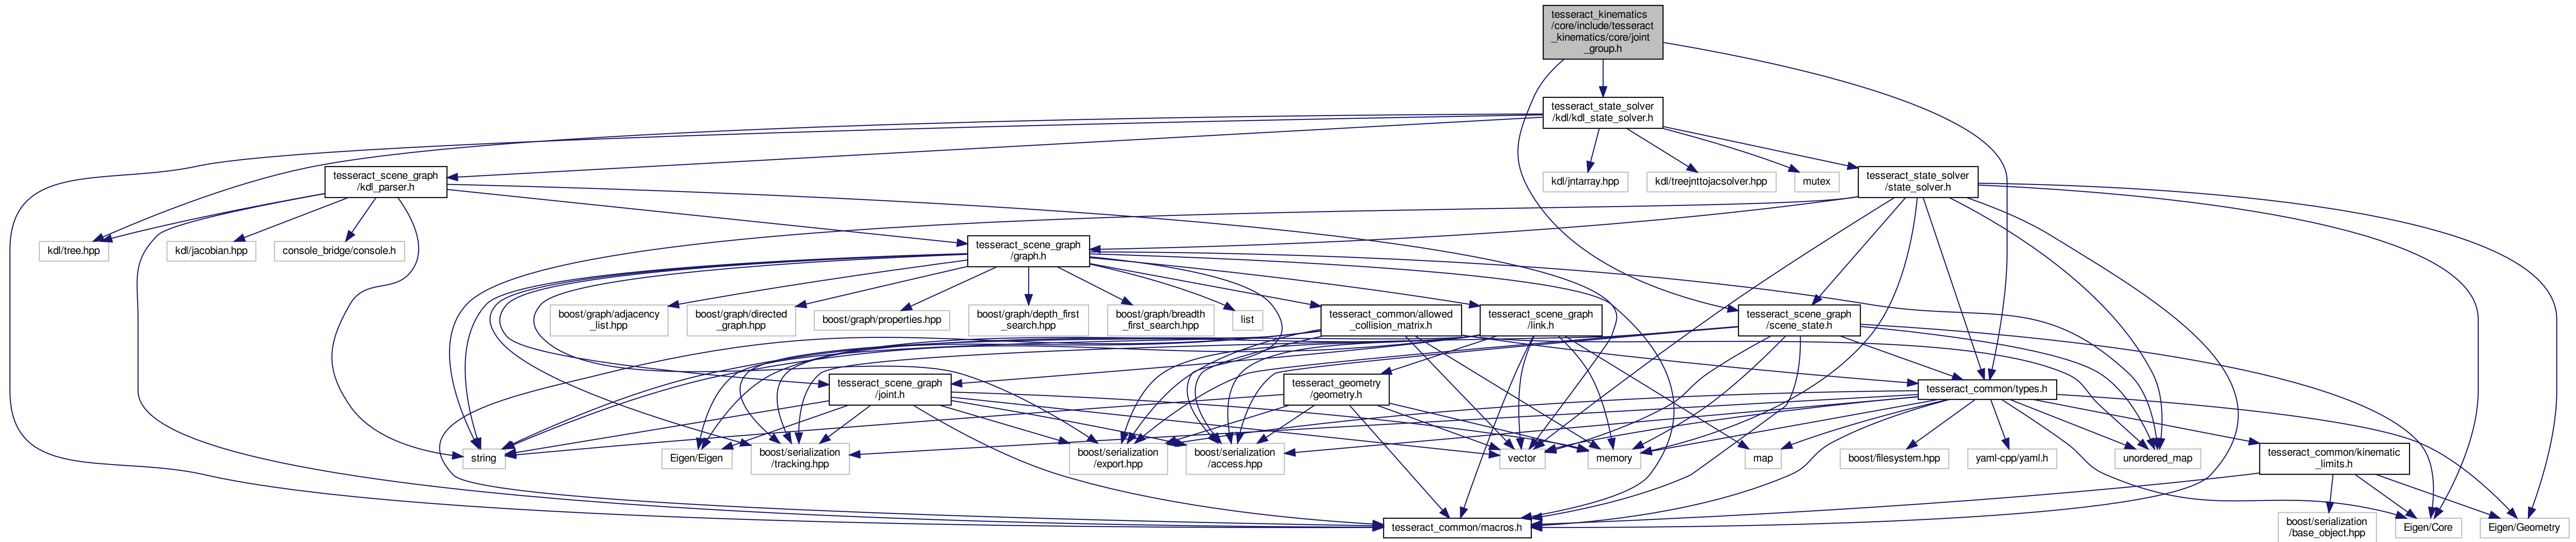 tesseract_kinematics
/core/include/tesseract
_kinematics/core/joint
_group.h
tesseract_state_solver
/kdl/kdl_state_solver.h
tesseract_scene_graph
/kdl_parser.h
kdl/jntarray.hpp
kdl/treejnttojacsolver.hpp
mutex
tesseract_state_solver
/state_solver.h
kdl/tree.hpp
kdl/jacobian.hpp
console_bridge/console.h
tesseract_scene_graph
/graph.h
boost/graph/adjacency
_list.hpp
boost/graph/directed
_graph.hpp
boost/graph/properties.hpp
boost/graph/depth_first
_search.hpp
boost/graph/breadth
_first_search.hpp
list
tesseract_common/allowed
_collision_matrix.h
tesseract_scene_graph
/link.h
tesseract_scene_graph
/scene_state.h
tesseract_scene_graph
/joint.h
tesseract_geometry
/geometry.h
tesseract_common/types.h
string
Eigen/Eigen
boost/serialization
/tracking.hpp
boost/serialization
/export.hpp
boost/serialization
/access.hpp
vector
memory
map
boost/filesystem.hpp
yaml-cpp/yaml.h
unordered_map
tesseract_common/kinematic
_limits.h
tesseract_common/macros.h
boost/serialization
/base_object.hpp
Eigen/Core
Eigen/Geometry